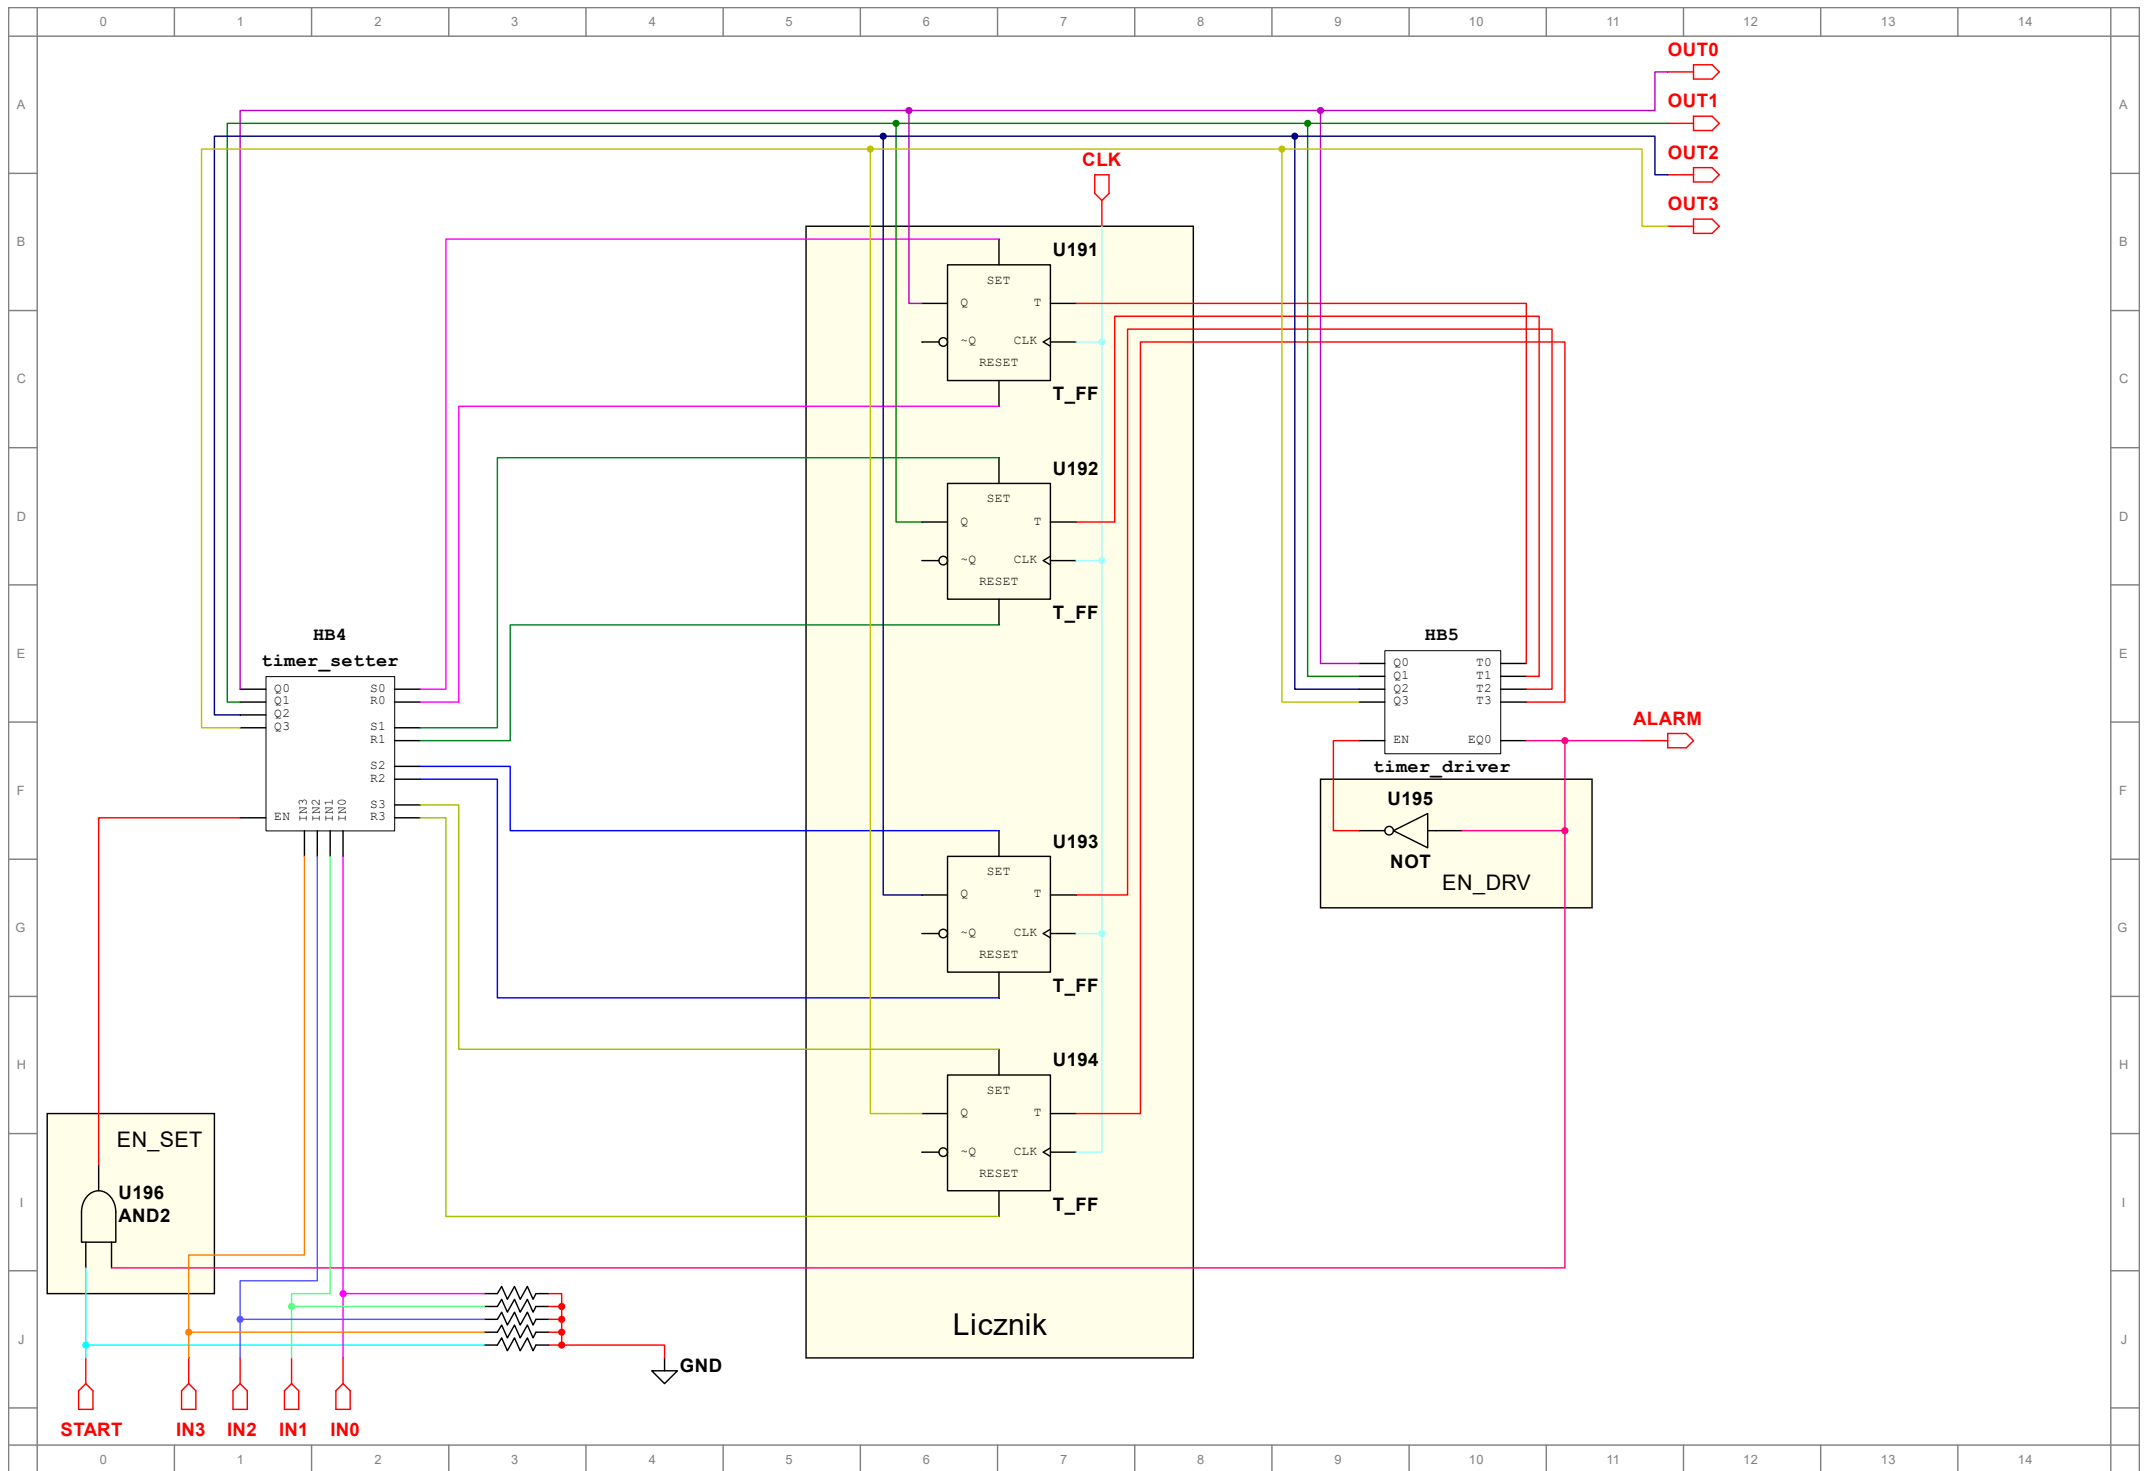 0 1 2 3 4 5 6 7 8 9 10 11 12 13 14
OUT0
A A
OUT1
OUT2
CLK
OUT3
B B
U191
SET
Q T
~Q CLK
RESET
C C
T_FF
U192
SET
D Q T D
~Q CLK
RESET
T_FF
HB4
timer_setter
Q0 S0
Q1 R0
Q2
Q3 S1
R1
S2
R2
S3
EN IN3 IN2 IN1 IN0 R3
HB5
E E
Q0 T0
Q1 T1
Q2 T2
Q3 T3
EN EQ0
timer_driver
ALARM
F F
U195
NOT
EN_DRV
U193
SET
Q T
G G
~Q CLK
RESET
T_FF
U194
H H
SET
Q T
~Q CLK
RESET
T_FF
EN_SET
U196
AND2
I I
Licznik
J J
GND
START IN3 IN2 IN1 IN0
0 1 2 3 4 5 6 7 8 9 10 11 12 13 14